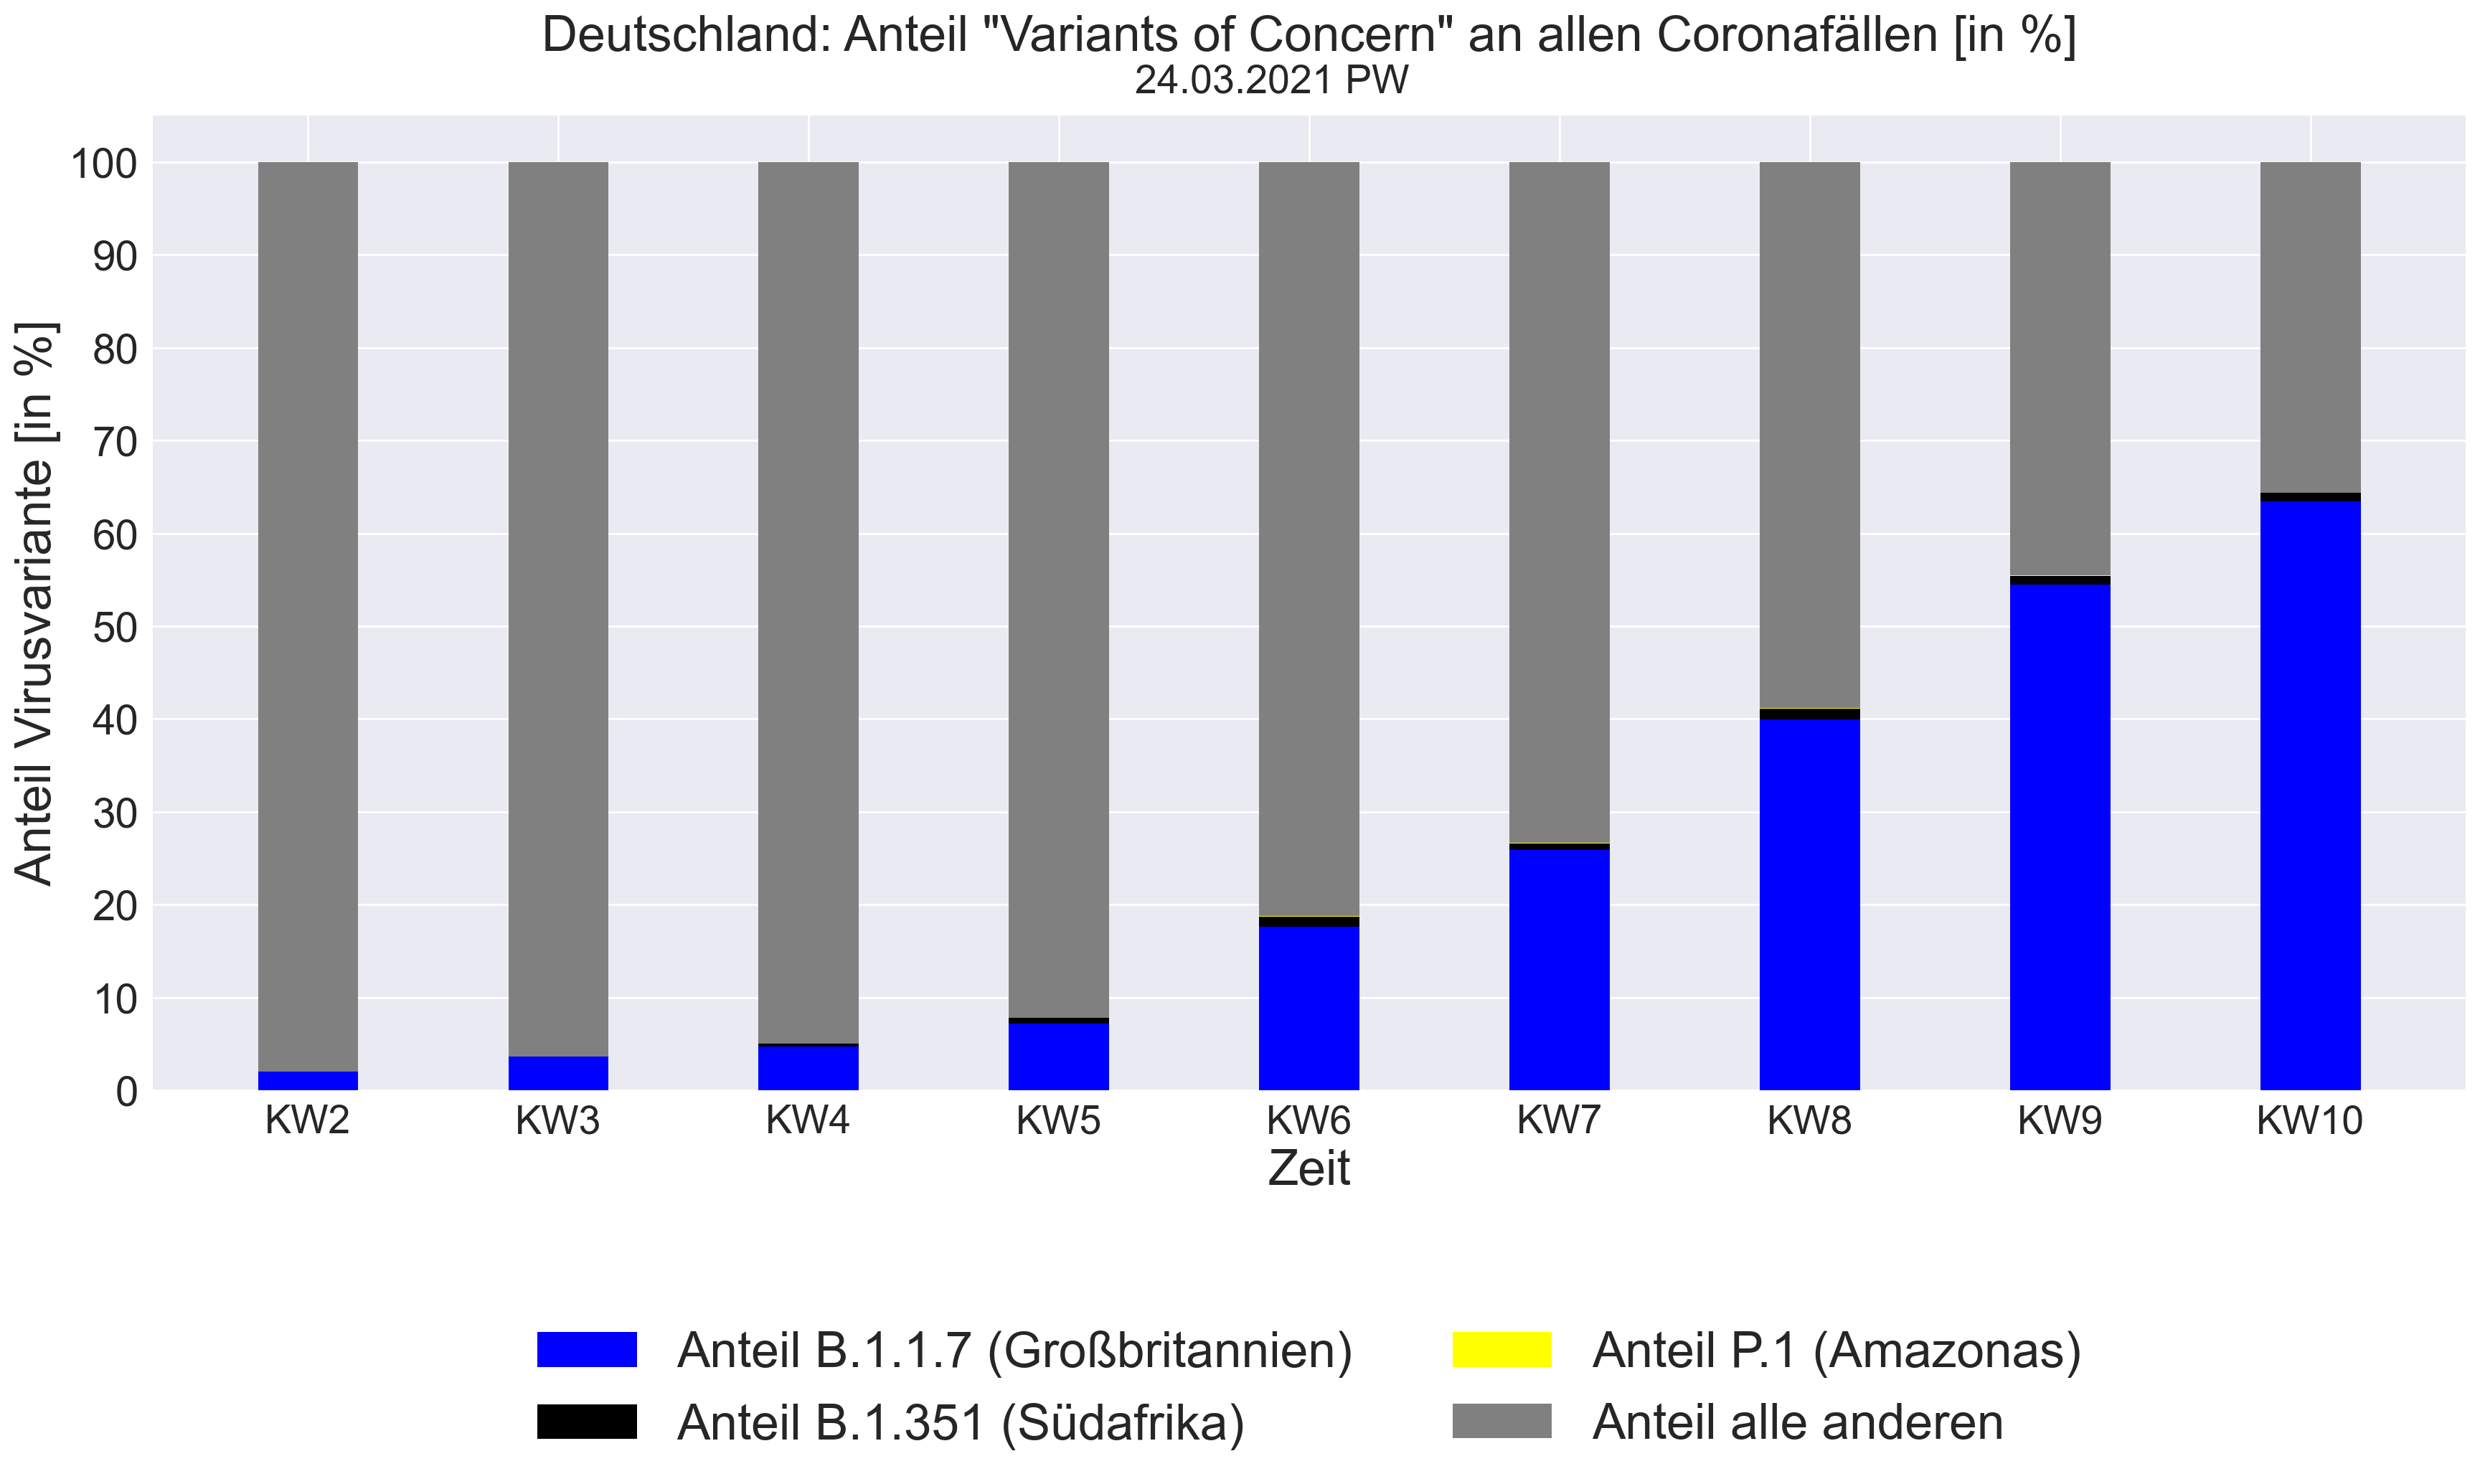 Deutschland: Anteil "Variants of Concern" an allen Coronafällen [in %]
24.03.2021 PW
Anteil Virusvariante [in %]
100
90
80
70
60
50
40
30
20
10
0
KW2 KW3 KW4 KW5 KW6 KW7 KW8 KW9 KW10
Zeit
Anteil B.1.1.7 (Großbritannien)
Anteil B.1.351 (Südafrika)
Anteil P.1 (Amazonas)
Anteil alle anderen